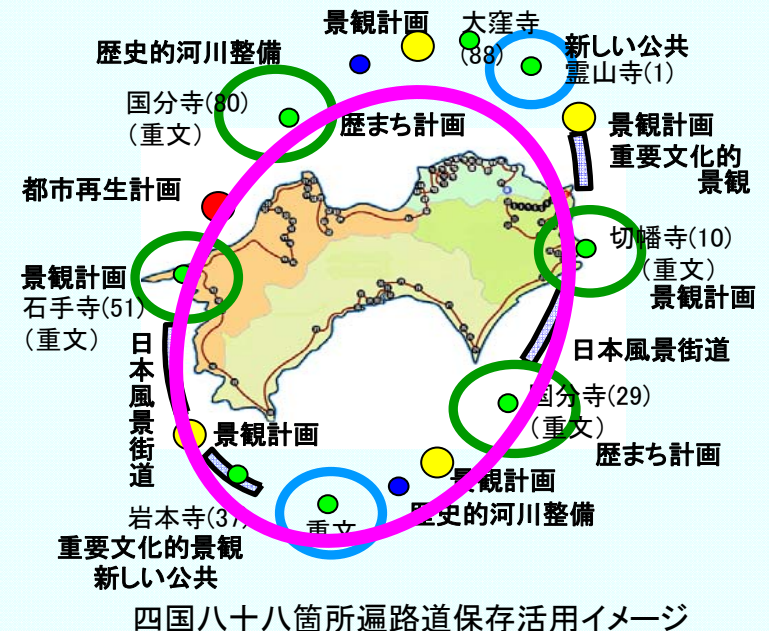 景観計画
大窪寺
(88)
新しい公共
霊山寺(1)
歴史的河川整備
国分寺(80)
（重文）
歴まち計画
景観計画
重要文化的
景観
都市再生計画
切幡寺(10)
（重文）
景観計画
景観計画
石手寺(51)
（重文）
日本風景街道
日本風景街道
国分寺(29)
（重文）
歴まち計画
景観計画
景観計画
歴史的河川整備
岩本寺(37)
重文
重要文化的景観
新しい公共
四国八十八箇所遍路道保存活用イメージ